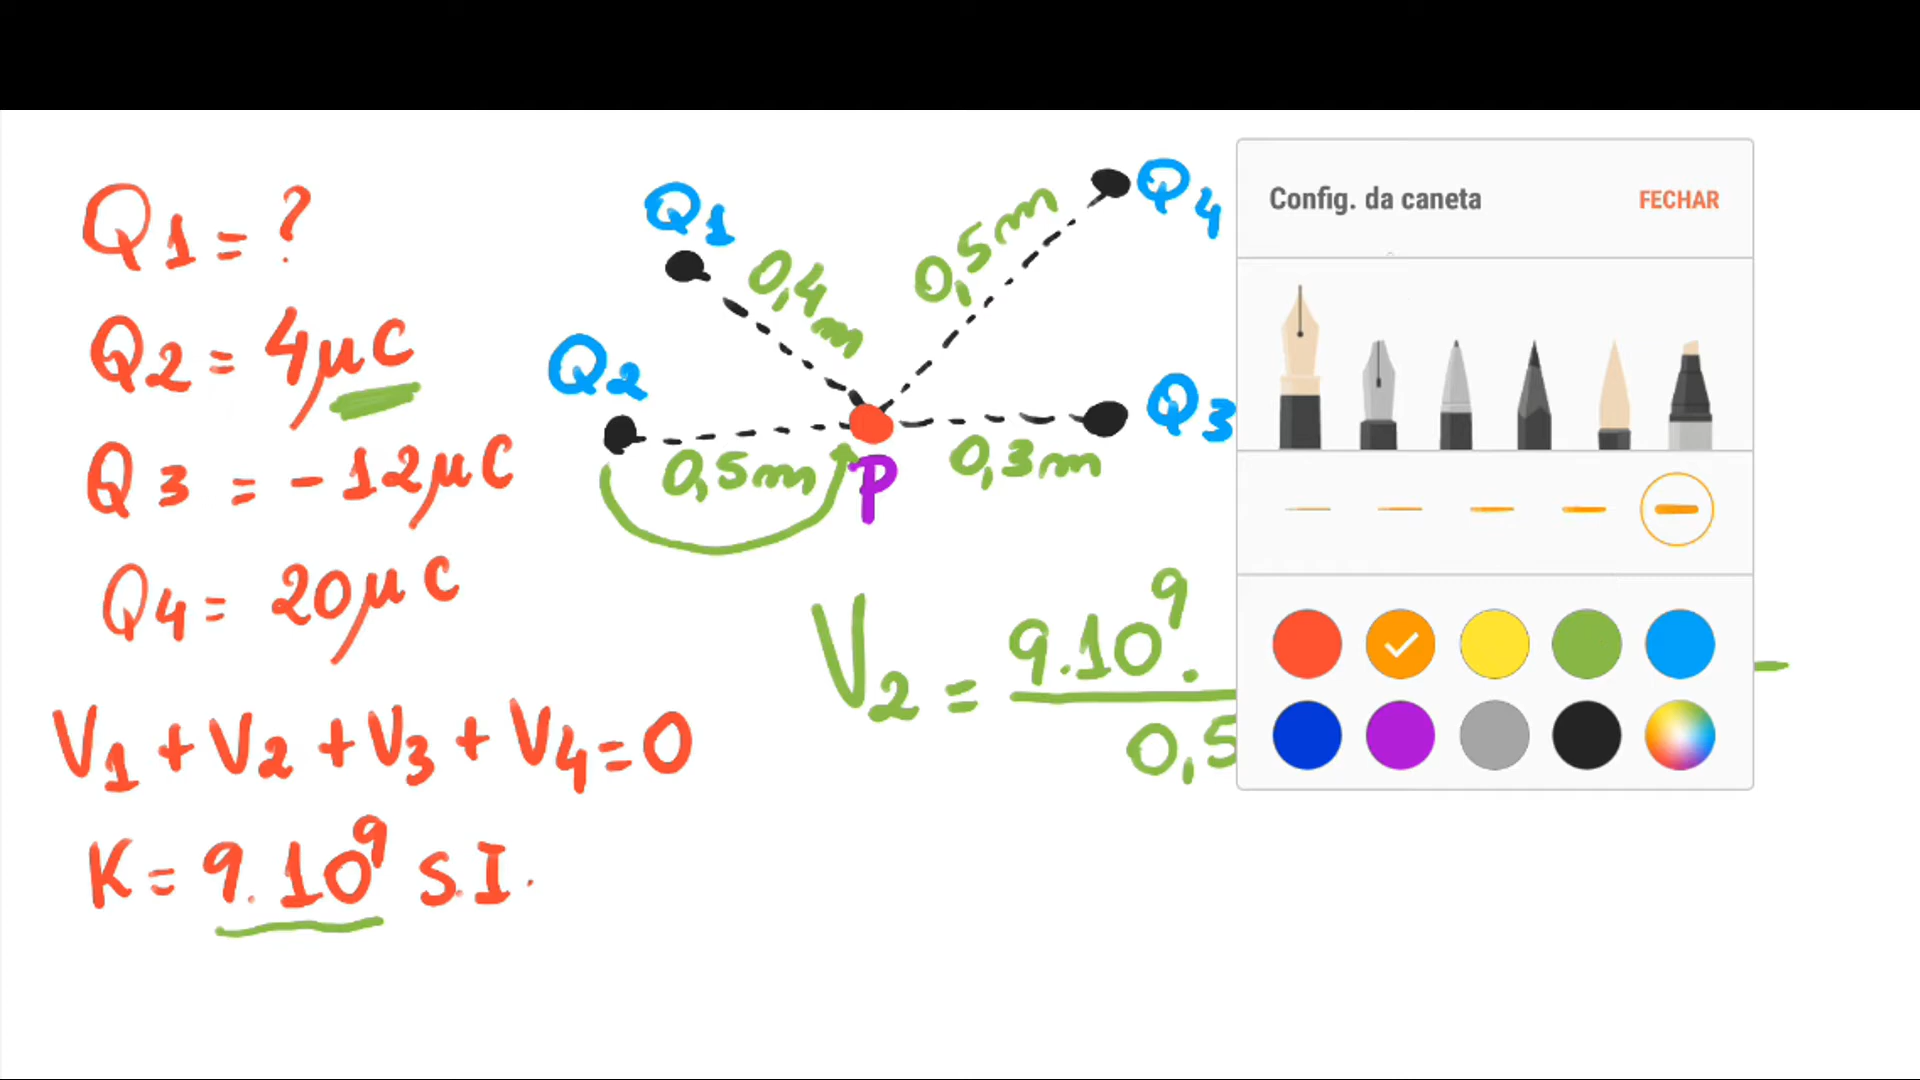 Q1 = ?
Q2 = 4μC
Q3 = -12μC
Q4 = 20μC
V1 + V2 + V3 + V4 = 0
K = 9.10⁹ S.I.
Q1
0,4m
Q2
0,5m
P
0,5m
Q4
0,3m
Q3
V2 = 9.10⁹.
0,5
Config. da caneta
FECHAR